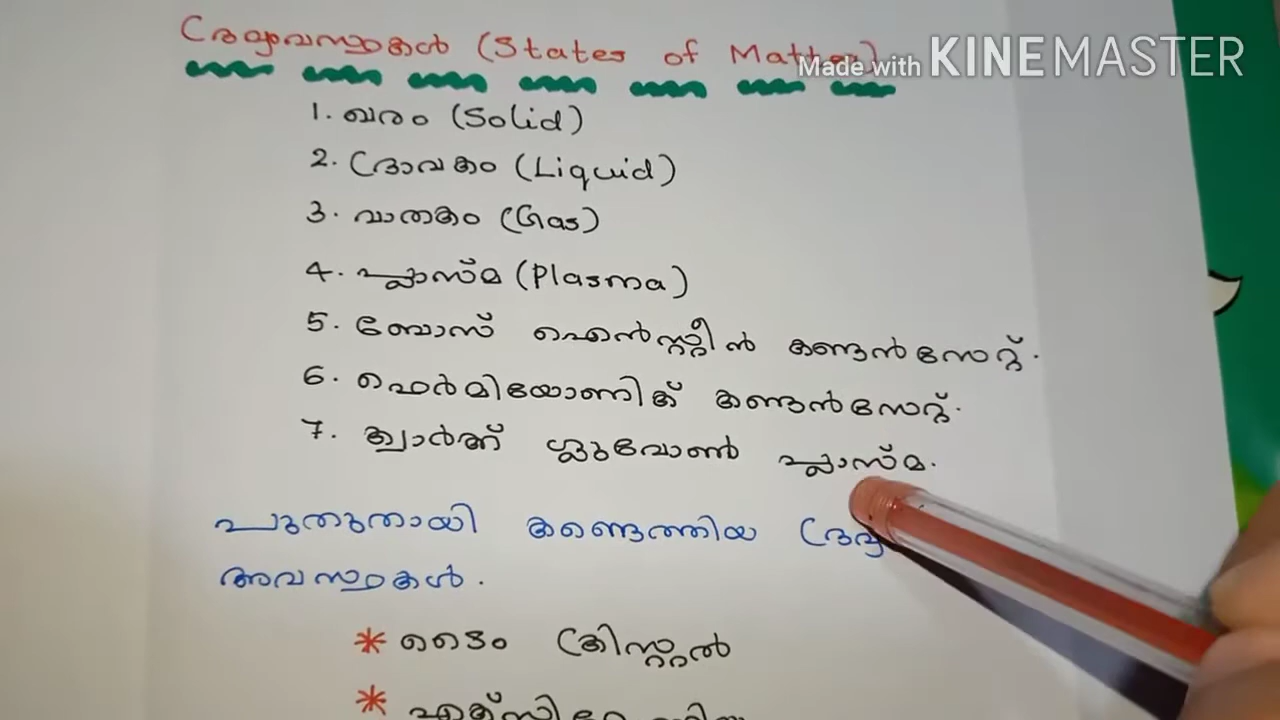 ദ്രവ്യാവസ്ഥകൾ (States of Matter)
Made with KINEMASTER
1. ഖരം (Solid)
2. ദ്രാവകം (Liquid)
3. വാതകം (Gas)
4. പ്ലാസ്മ (Plasma)
5. ബോസ് ഐൻസ്റ്റീൻ കണ്ടൻസേറ്റ്.
6. ഫെർമിയോണിക് കണ്ടൻസേറ്റ്.
7. ക്വാർക്ക് ഗ്ലുവോൺ പ്ലാസ്മ.
പുതുതായി കണ്ടെത്തിയ ദ്രവ്യ
അവസ്ഥകൾ.
* ടൈം ക്രിസ്റ്റൽ
*